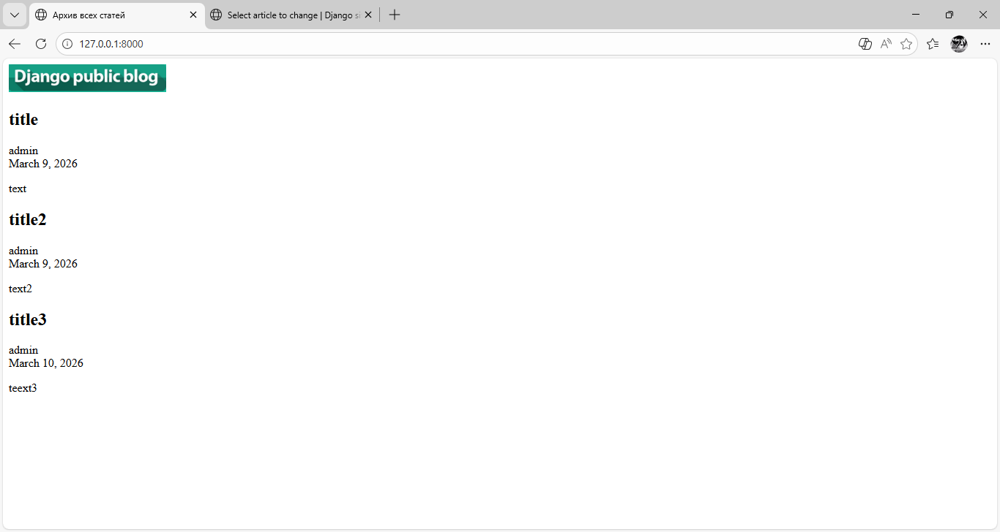 Архив всех статей
Select article to change | Django si
127.0.0.1:8000
Django public blog
title
admin
March 9, 2026
text
title2
admin
March 9, 2026
text2
title3
admin
March 10, 2026
teext3